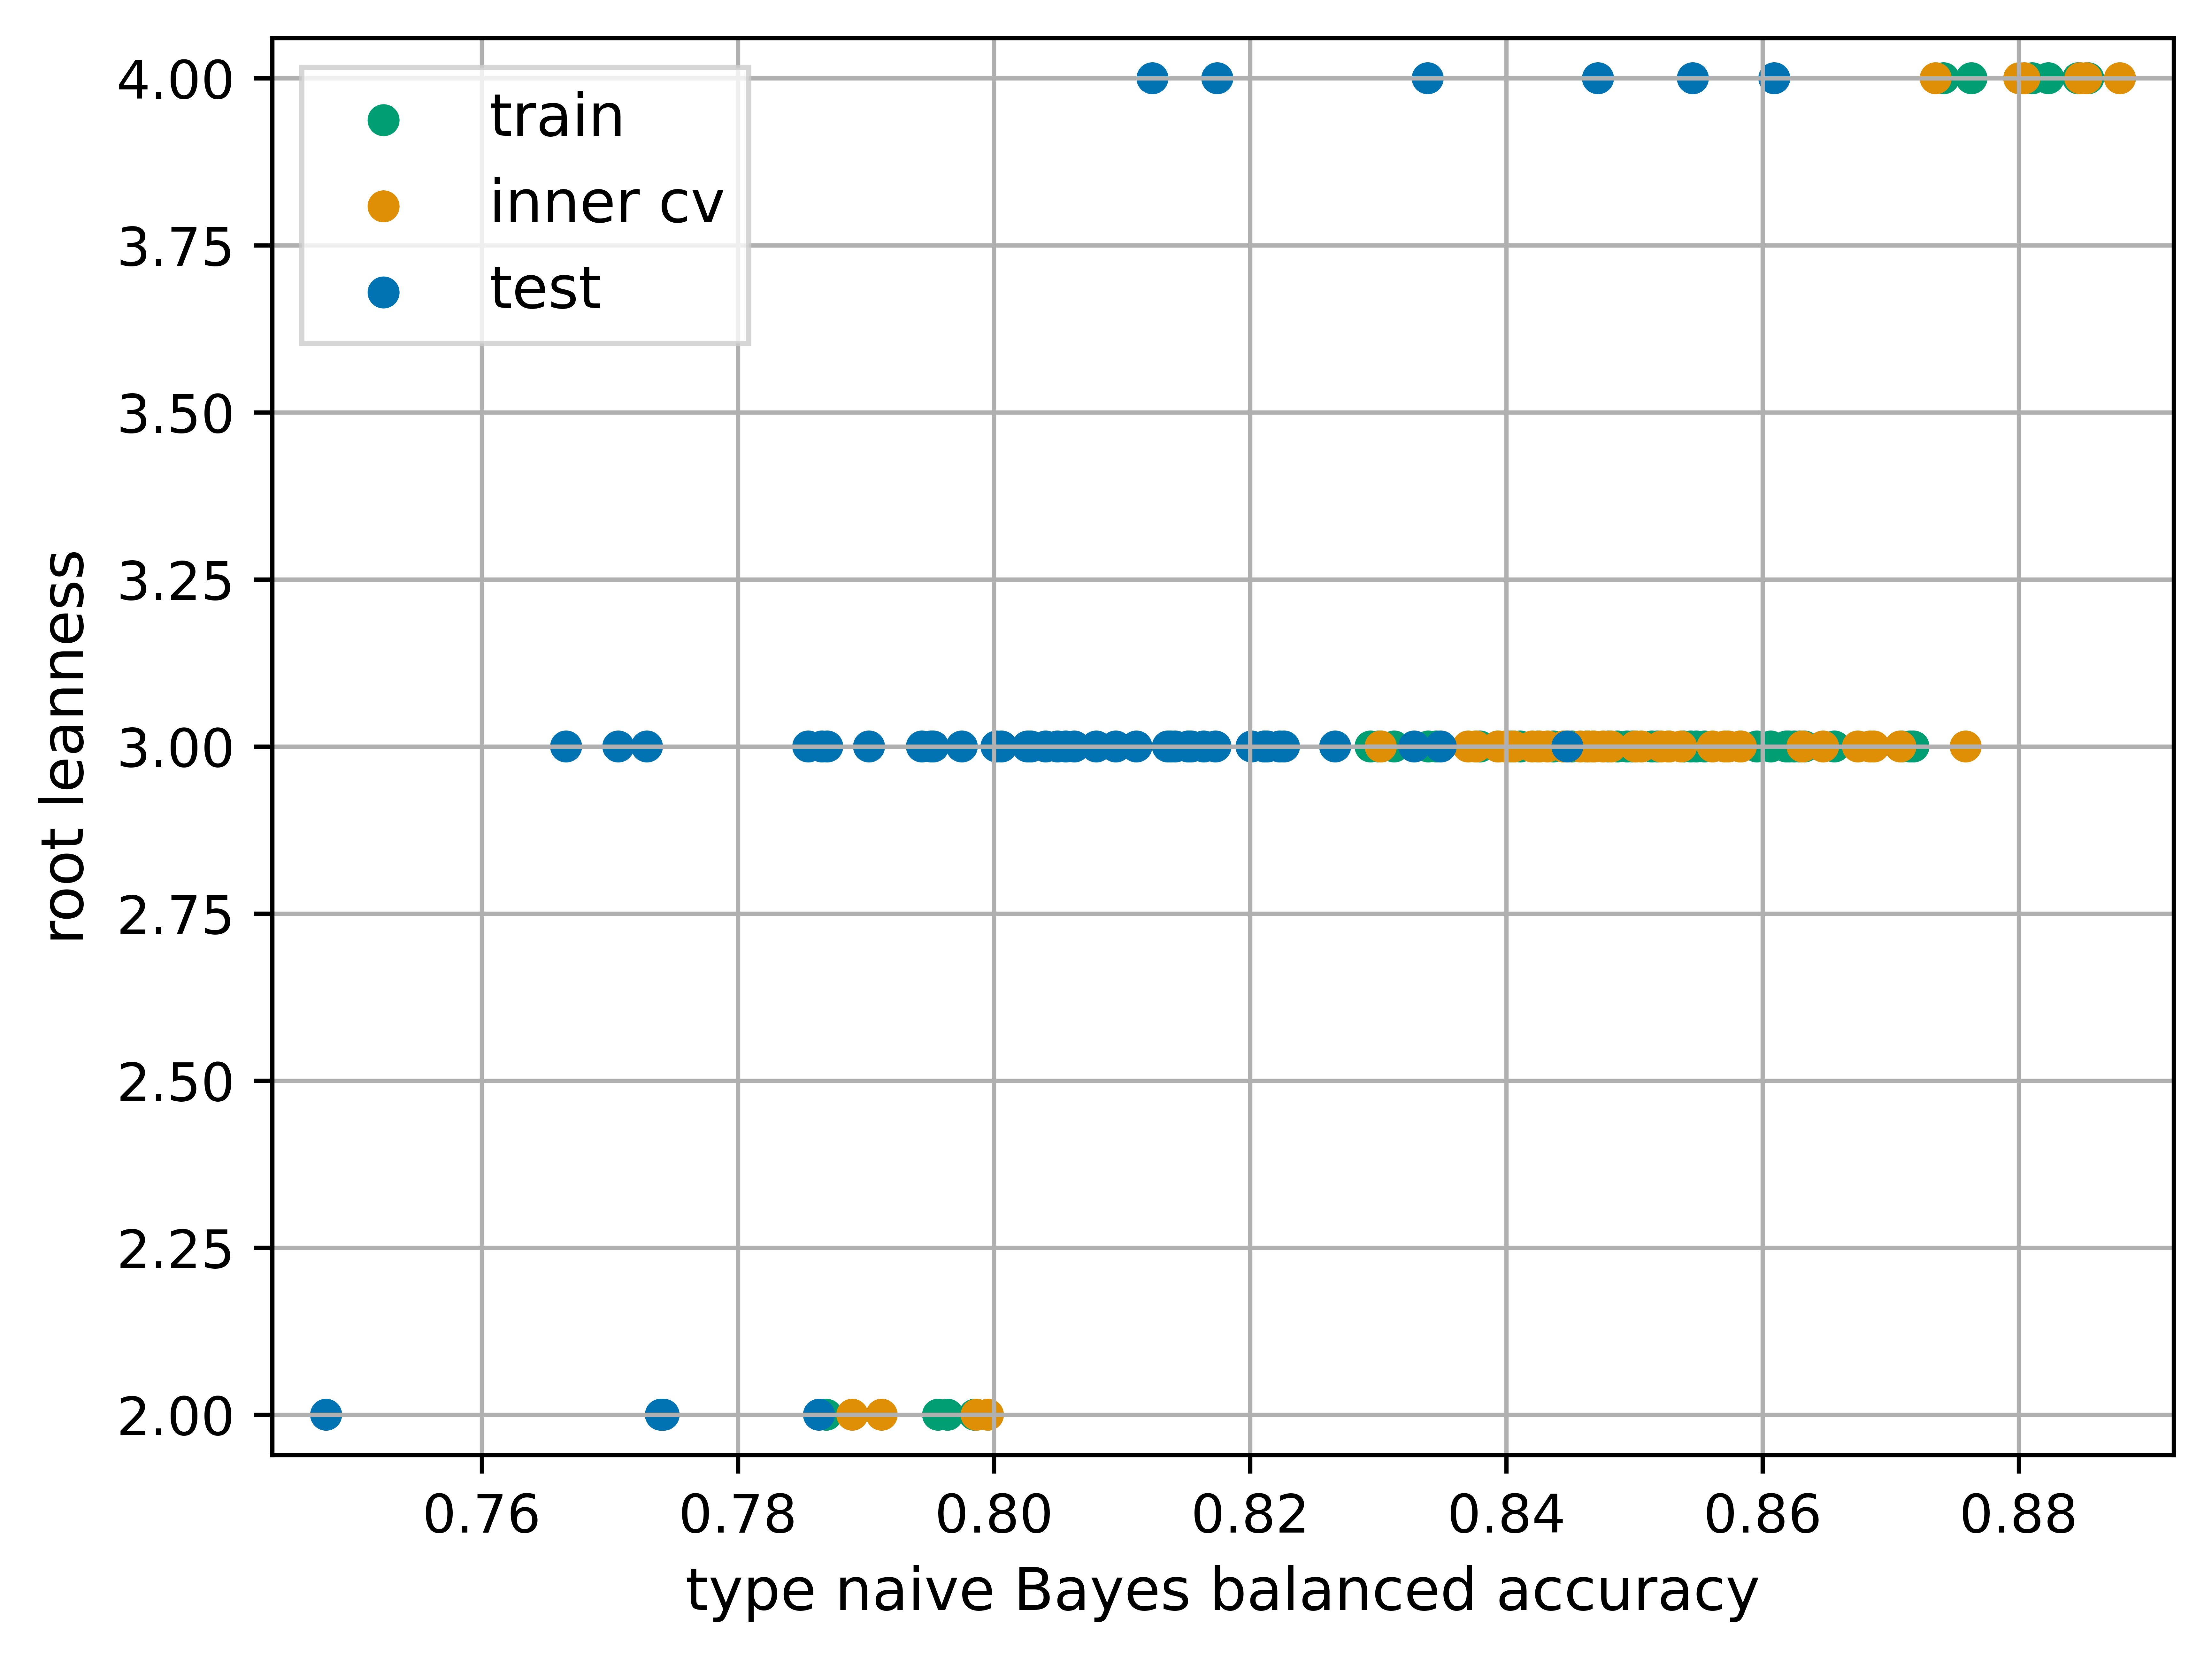 train
inner cv
test
4.00
3.75
3.50
3.25
3.00
2.75
2.50
2.25
2.00
root leanness
0.76 0.78 0.80 0.82 0.84 0.86 0.88
type naive Bayes balanced accuracy